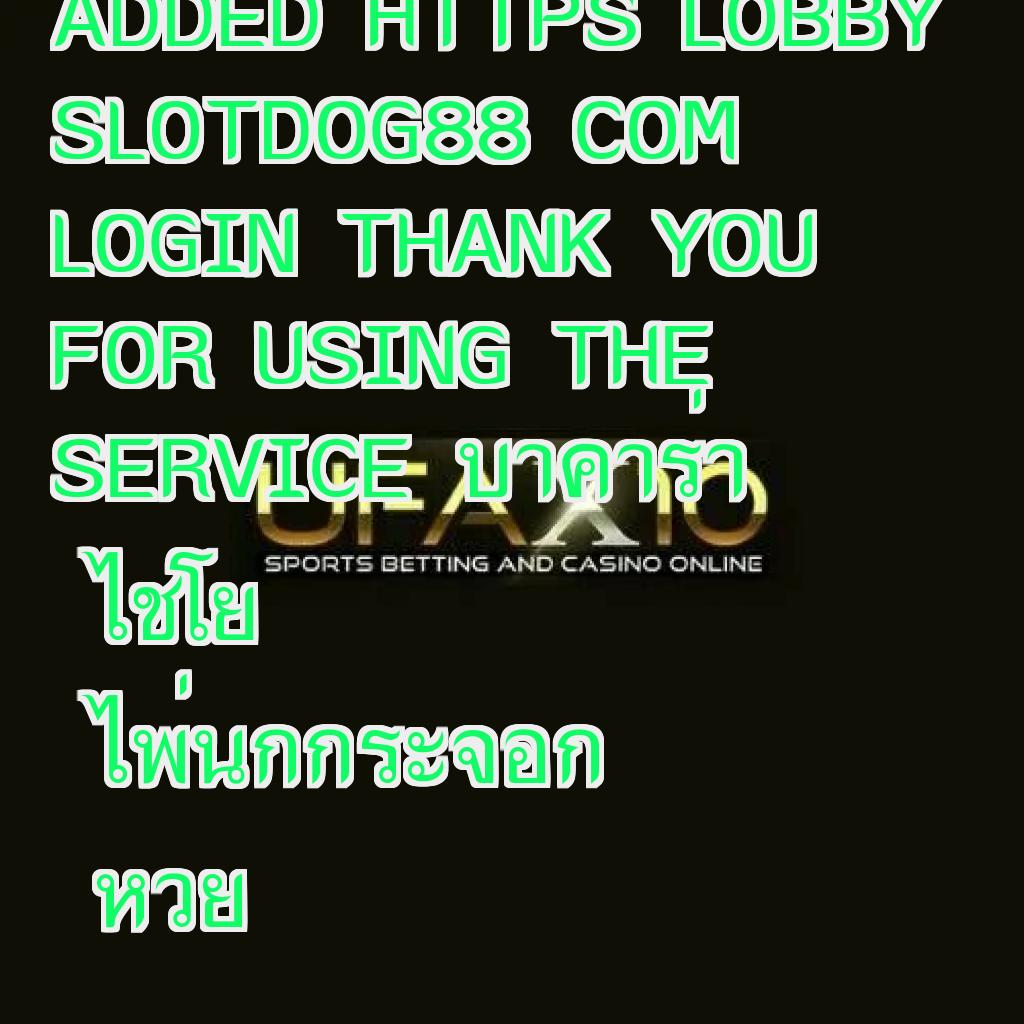 ADDED HTTPS LOBBY
SLOTDOG88 COM
LOGIN THANK YOU
FOR USING THE
SERVICE บาคาร่า
UFAX10
SPORTS BETTING AND CASINO ONLINE
ไชโย
ไพ่นกกระจอก
หวย